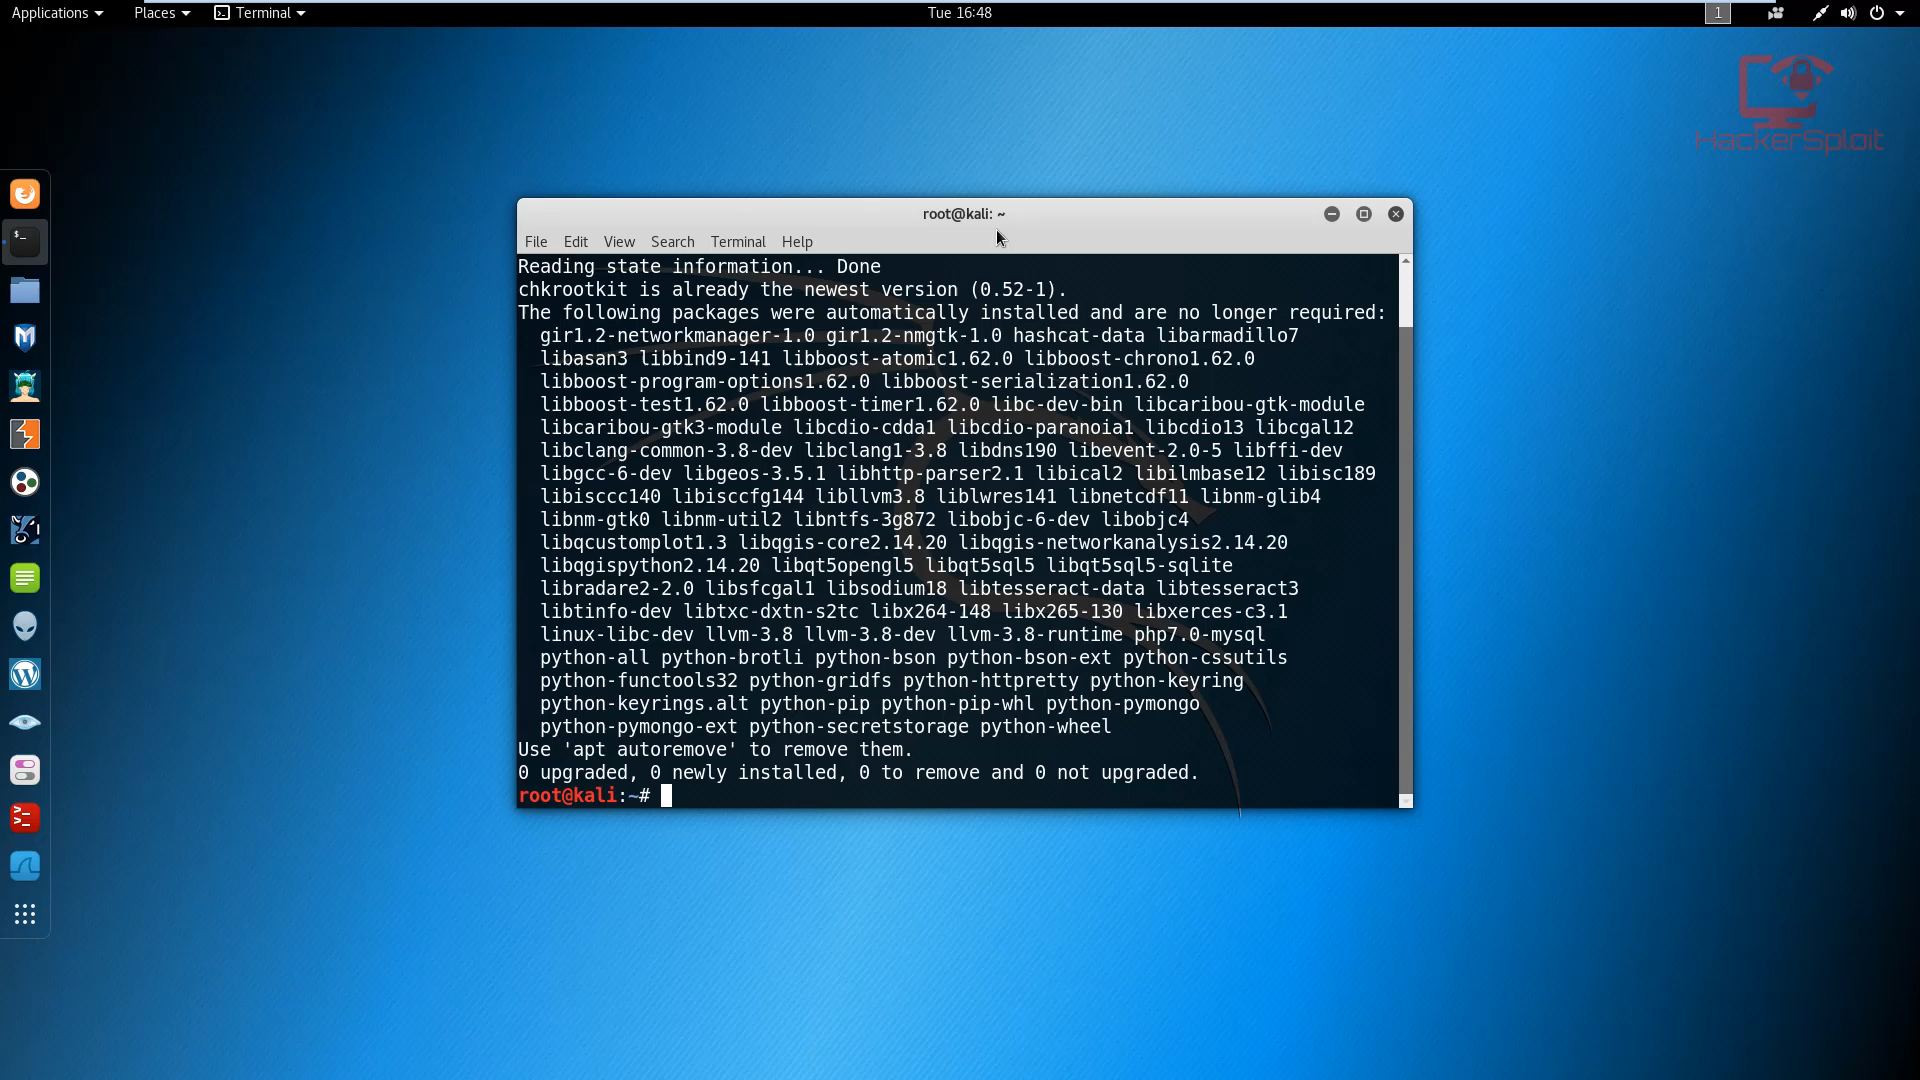 Applications Places Terminal Tue 16:48 1
HackerSploit
root@kali: ~
File Edit View Search Terminal Help
Reading state information... Done
chkrootkit is already the newest version (0.52-1).
The following packages were automatically installed and are no longer required:
gir1.2-networkmanager-1.0 gir1.2-nmgtk-1.0 hashcat-data libarmadillo7
libasan3 libbind9-141 libboost-atomic1.62.0 libboost-chrono1.62.0
libboost-program-options1.62.0 libboost-serialization1.62.0
libboost-test1.62.0 libboost-timer1.62.0 libc-dev-bin libcaribou-gtk-module
libcaribou-gtk3-module libcdio-cdda1 libcdio-paranoia1 libcdio13 libcgal12
libclang-common-3.8-dev libclang1-3.8 libdns190 libevent-2.0-5 libffi-dev
libgcc-6-dev libgeos-3.5.1 libhttp-parser2.1 libical2 libilmbase12 libisc189
libisccc140 libisccfg144 libllvm3.8 liblwres141 libnetcdf11 libnm-glib4
libnm-gtk0 libnm-util2 libntfs-3g872 libobjc-6-dev libobjc4
libqcustomplot1.3 libqgis-core2.14.20 libqgis-networkanalysis2.14.20
libqgispython2.14.20 libqt5opengl5 libqt5sql5 libqt5sql5-sqlite
libradare2-2.0 libsfcgal1 libsodium18 libtesseract-data libtesseract3
libtinfo-dev libtxc-dxtn-s2tc libx264-148 libx265-130 libxerces-c3.1
linux-libc-dev llvm-3.8 llvm-3.8-dev llvm-3.8-runtime php7.0-mysql
python-all python-brotli python-bson python-bson-ext python-cssutils
python-functools32 python-gridfs python-httpretty python-keyring
python-keyrings.alt python-pip python-pip-whl python-pymongo
python-pymongo-ext python-secretstorage python-wheel
Use 'apt autoremove' to remove them.
0 upgraded, 0 newly installed, 0 to remove and 0 not upgraded.
root@kali:~#